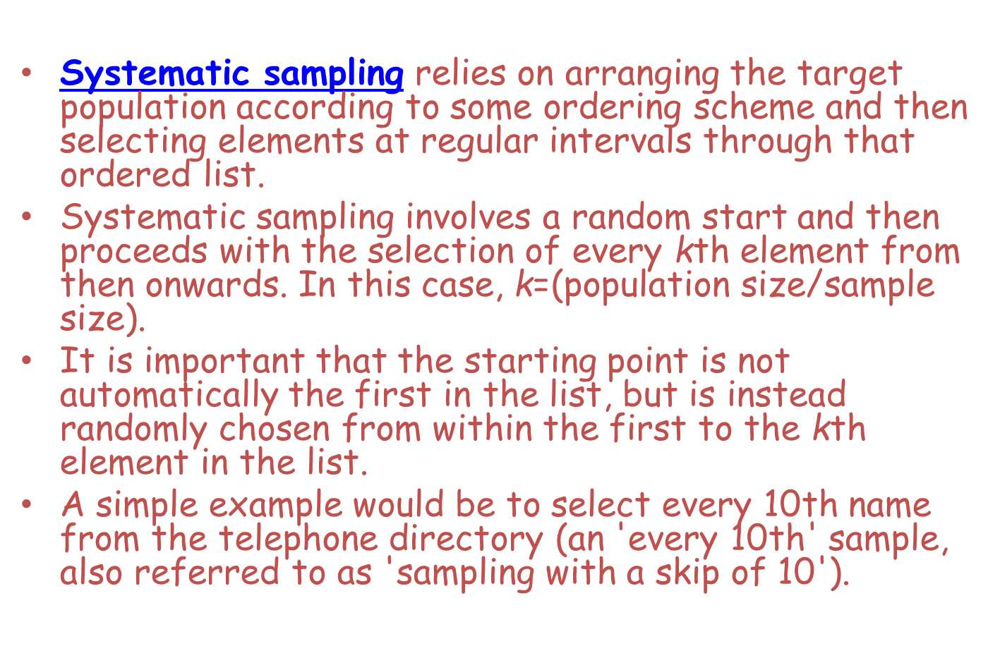 • Systematic sampling relies on arranging the target
population according to some ordering scheme and then
selecting elements at regular intervals through that
ordered list.
• Systematic sampling involves a random start and then
proceeds with the selection of every kth element from
then onwards. In this case, k=(population size/sample
size).
• It is important that the starting point is not
automatically the first in the list, but is instead
randomly chosen from within the first to the kth
element in the list.
• A simple example would be to select every 10th name
from the telephone directory (an 'every 10th' sample,
also referred to as 'sampling with a skip of 10').